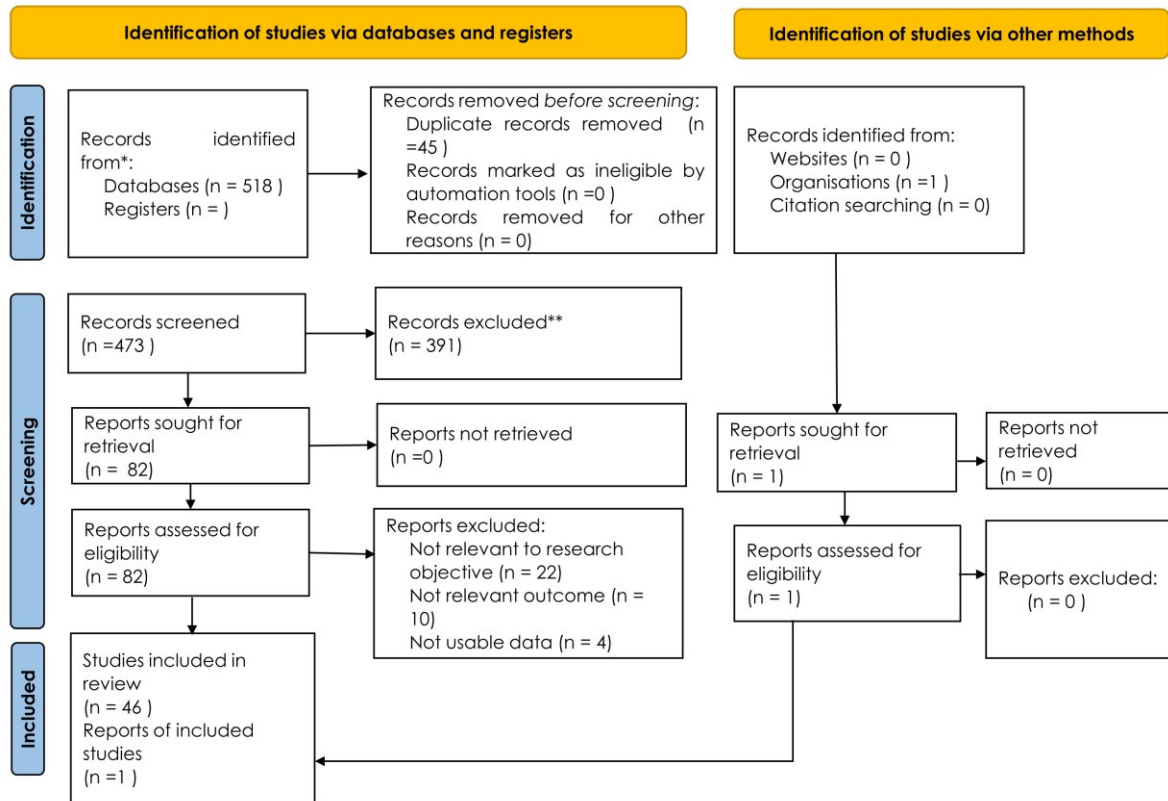 Identification of studies via databases and registers
Identification of studies via other methods
Identification
Records identified
from*:
Databases (n = 518 )
Registers (n = )
Records removed before screening:
Duplicate records removed (n
=45 )
Records marked as ineligible by
automation tools (n =0 )
Records removed for other
reasons (n = 0)
Records identified from:
Websites (n = 0 )
Organisations (n =1 )
Citation searching (n = 0)
Screening
Records screened
(n =473 )
Records excluded**
(n = 391)
Reports sought for
retrieval
(n = 82)
Reports not retrieved
(n =0 )
Reports sought for
retrieval
(n = 1)
Reports not
retrieved
(n = 0)
Reports assessed for
eligibility
(n = 82)
Reports excluded:
Not relevant to research
objective (n = 22)
Not relevant outcome (n =
10)
Not usable data (n = 4)
Reports assessed for
eligibility
(n = 1)
Reports excluded:
(n = 0 )
Included
Studies included in
review
(n = 46 )
Reports of included
studies
(n =1 )